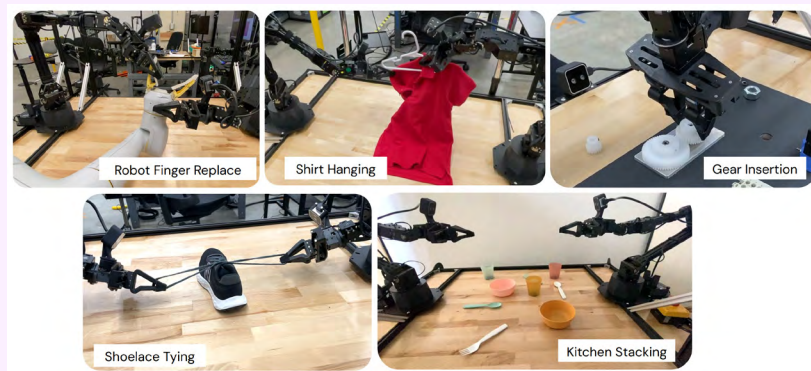 Robot Finger Replace
Shirt Hanging
Gear Insertion
Shoelace Tying
Kitchen Stacking